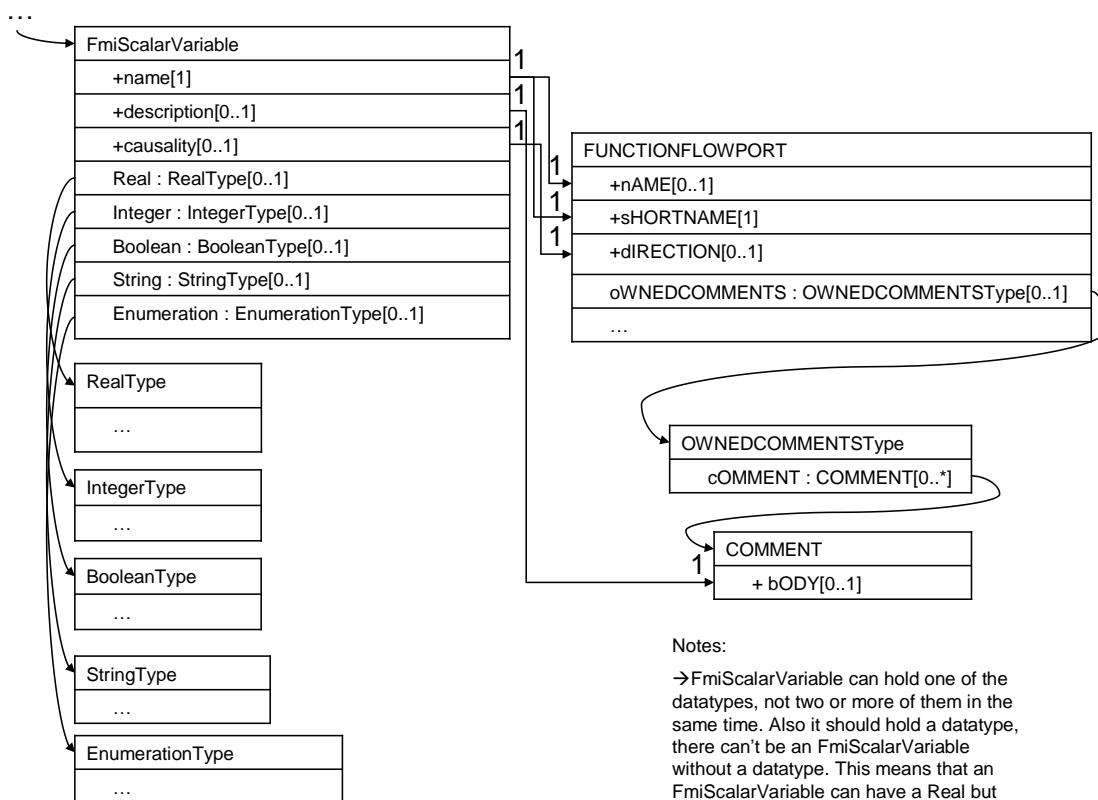 …
FmiScalarVariable
+name[1]
+description[0..1]
+causality[0..1]
Real : RealType[0..1]
Integer : IntegerType[0..1]
Boolean : BooleanType[0..1]
String : StringType[0..1]
Enumeration : EnumerationType[0..1]
1
1
1
1
1
1
FUNCTIONFLOWPORT
+nAME[0..1]
+sHORTNAME[1]
+dIRECTION[0..1]
oWNEDCOMMENTS : OWNEDCOMMENTSType[0..1]
…
RealType
…
IntegerType
…
BooleanType
…
StringType
…
EnumerationType
…
OWNEDCOMMENTSType
cOMMENT : COMMENT[0..*]
1
COMMENT
+ bODY[0..1]
Notes:
→FmiScalarVariable can hold one of the
datatypes, not two or more of them in the
same time. Also it should hold a datatype,
there can't be an FmiScalarVariable
without a datatype. This means that an
FmiScalarVariable can have a Real but